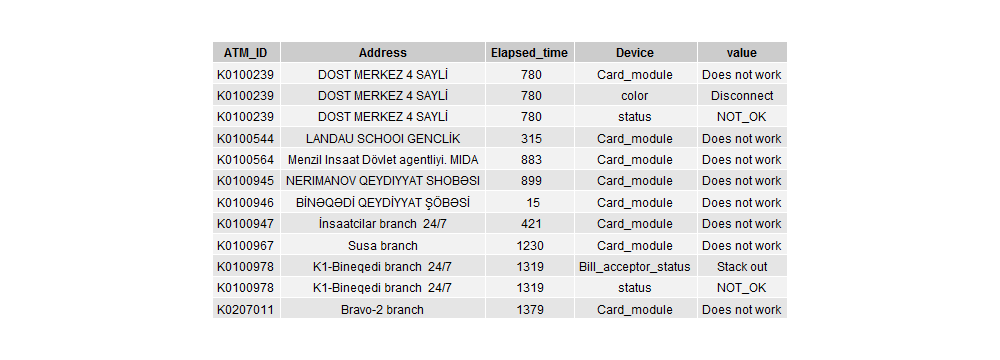 ATM_ID Address Elapsed_time Device value
K0100239 DOST MERKEZ 4 SAYLİ 780 Card_module Does not work
K0100239 DOST MERKEZ 4 SAYLİ 780 color Disconnect
K0100239 DOST MERKEZ 4 SAYLİ 780 status NOT_OK
K0100544 LANDAU SCHOOl GENCLİK 315 Card_module Does not work
K0100564 Menzil Insaat Dövlet agentliyi. MIDA 883 Card_module Does not work
K0100945 NERIMANOV QEYDIYYAT SHOBƏSI 899 Card_module Does not work
K0100946 BİNƏQƏDİ QEYDİYYAT ŞÖBƏSİ 15 Card_module Does not work
K0100947 İnsaatcilar branch 24/7 421 Card_module Does not work
K0100967 Susa branch 1230 Card_module Does not work
K0100978 K1-Bineqedi branch 24/7 1319 Bill_acceptor_status Stack out
K0100978 K1-Bineqedi branch 24/7 1319 status NOT_OK
K0207011 Bravo-2 branch 1379 Card_module Does not work